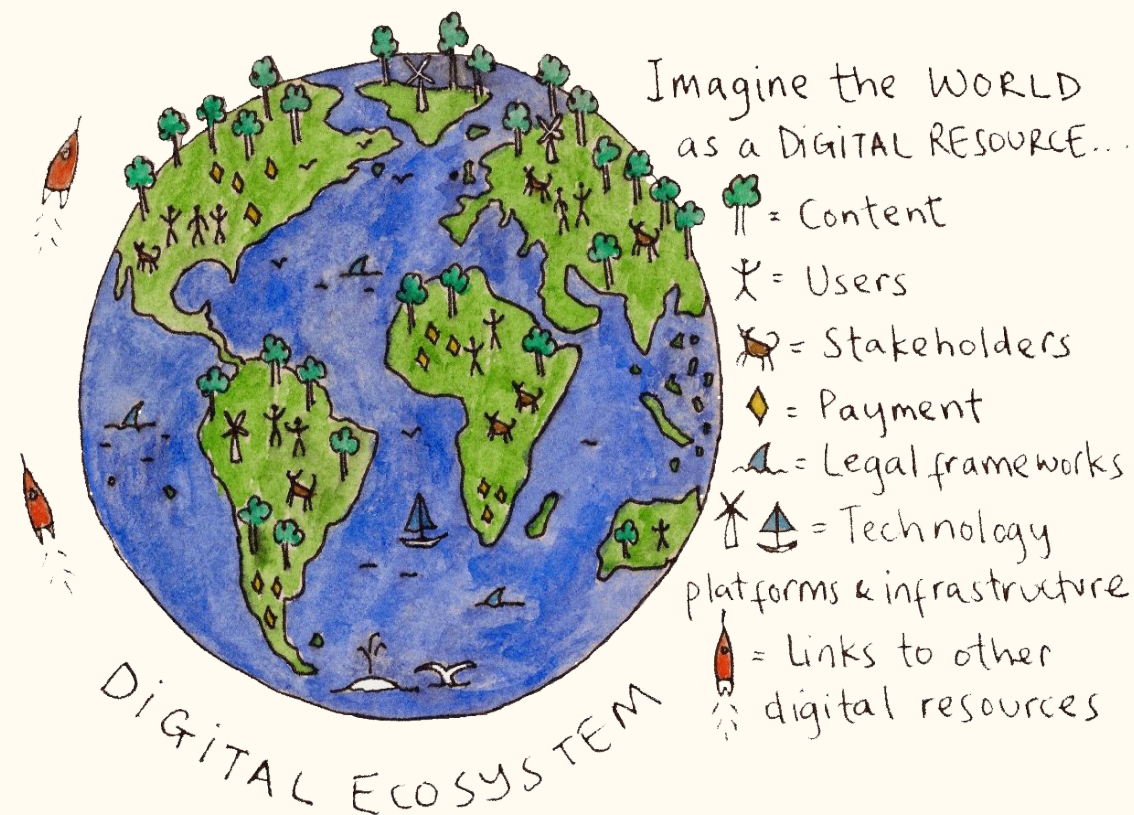 Imagine the WORLD
as a DiGiTAL RESOURCE...
= Content
= Users
= Stakeholders
= Payment
= Legal frameworks
= Technology
platforms & infrastructure
= Links to other
digital resources
DiGiTAL ECOSYSTEM